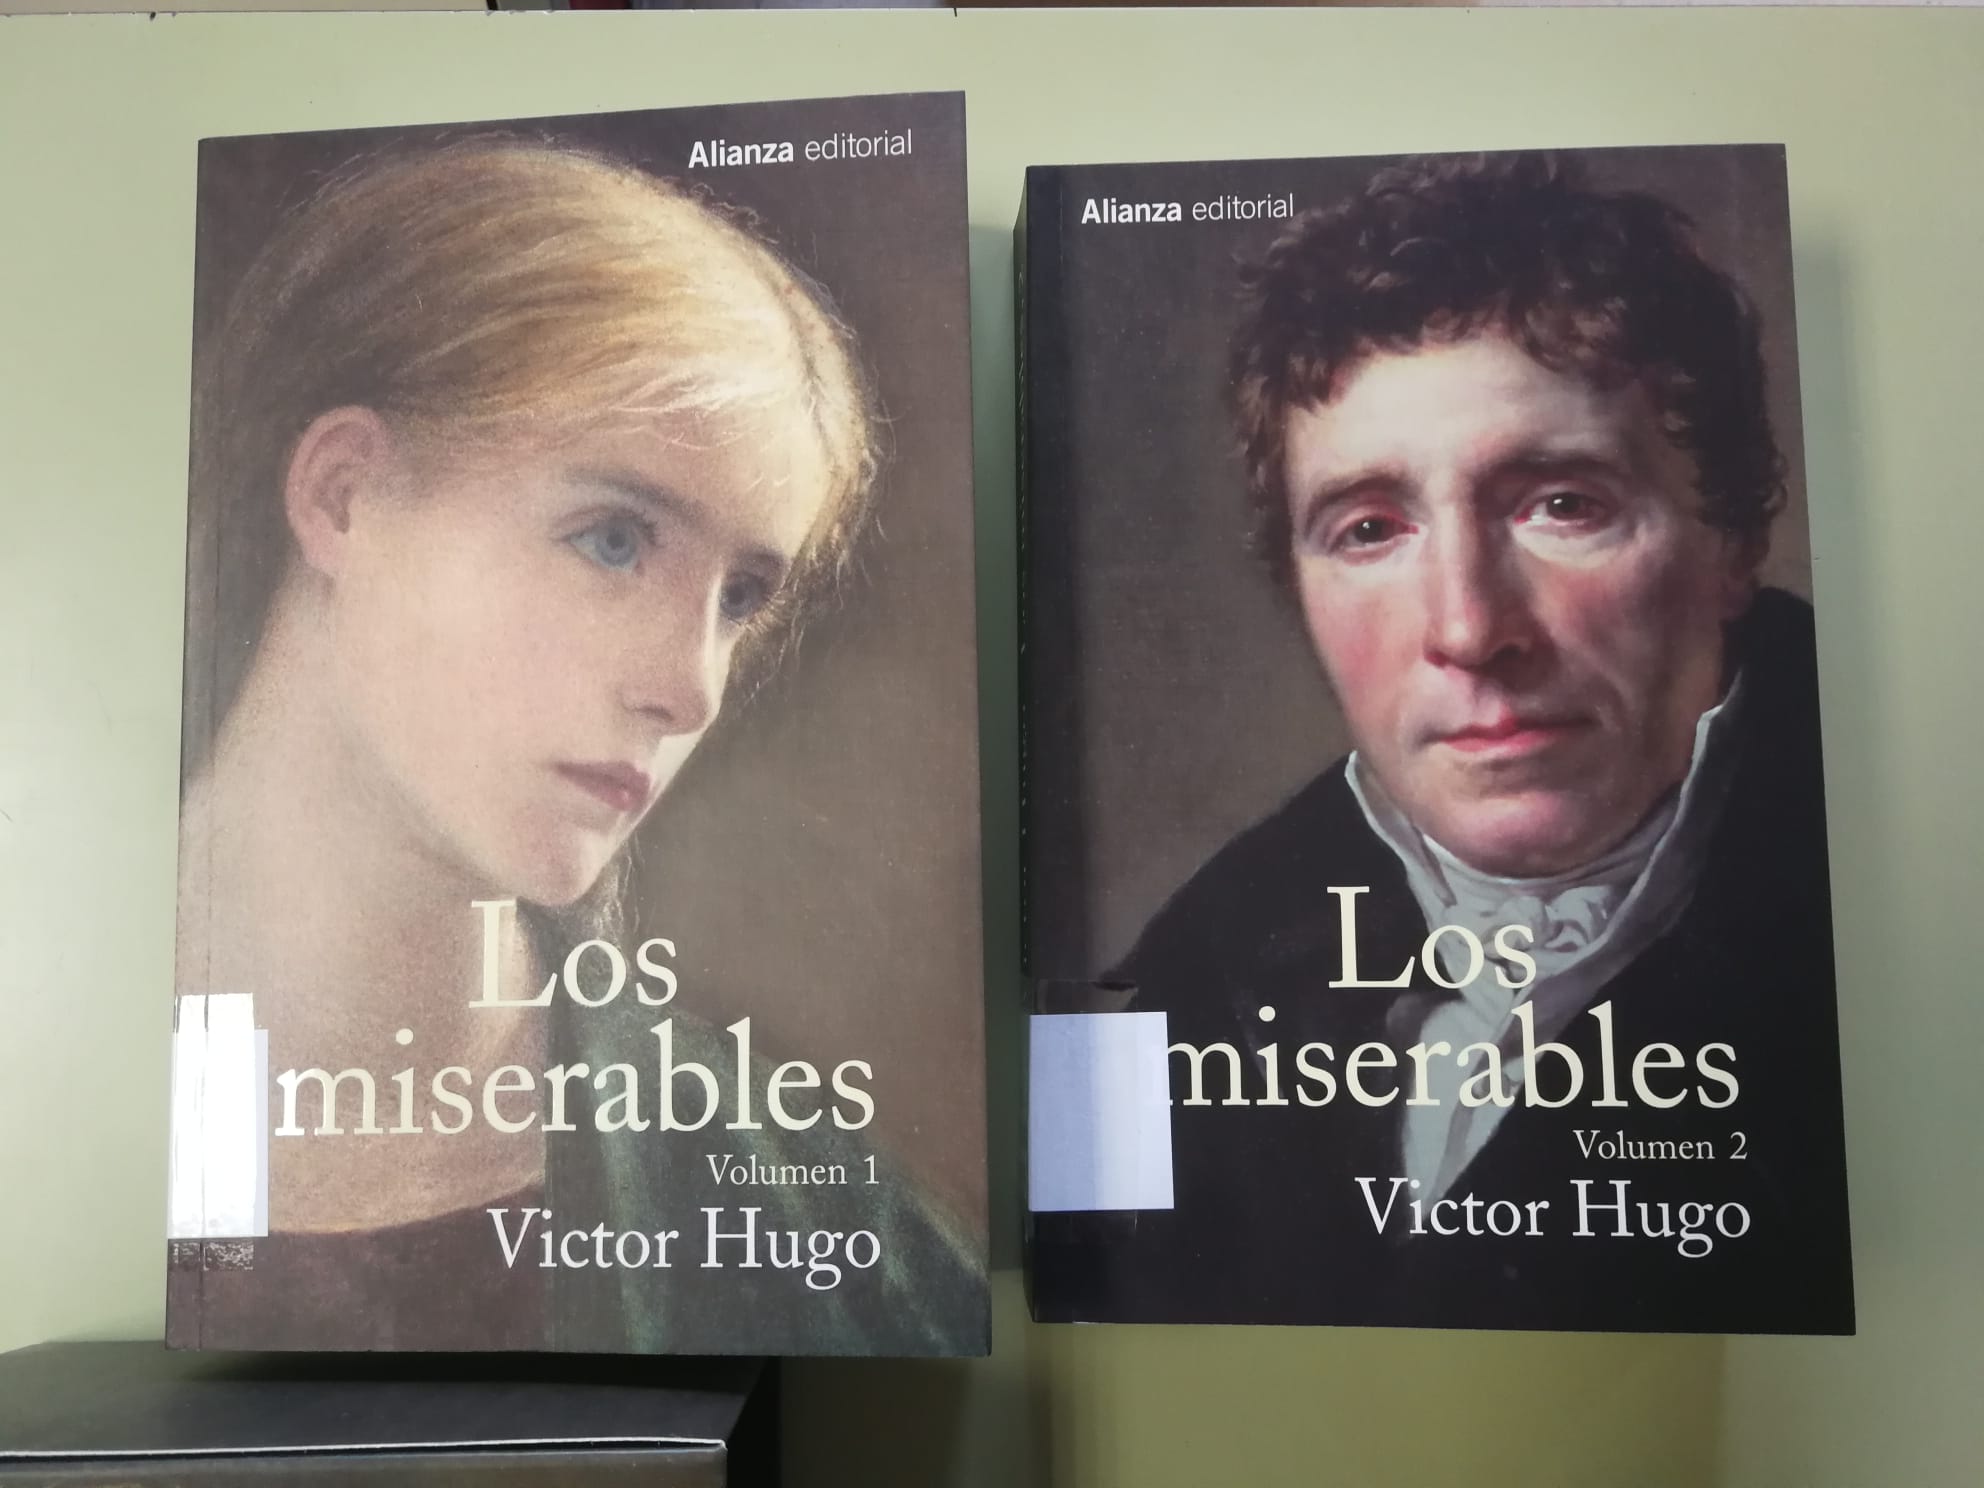 Alianza editorial
Los
miserables
Volumen 1
Victor Hugo
Alianza editorial
Los
miserables
Volumen 2
Victor Hugo